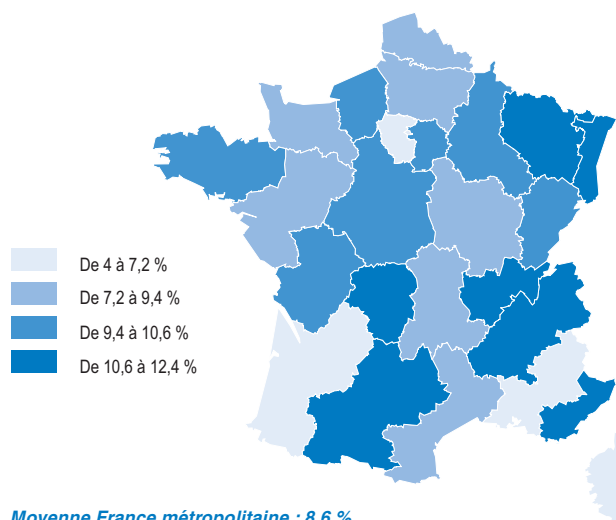 De 4 à 7,2 %
De 7,2 à 9,4 %
De 9,4 à 10,6 %
De 10,6 à 12,4 %
Moyenne France métropolitaine : 8,6 %